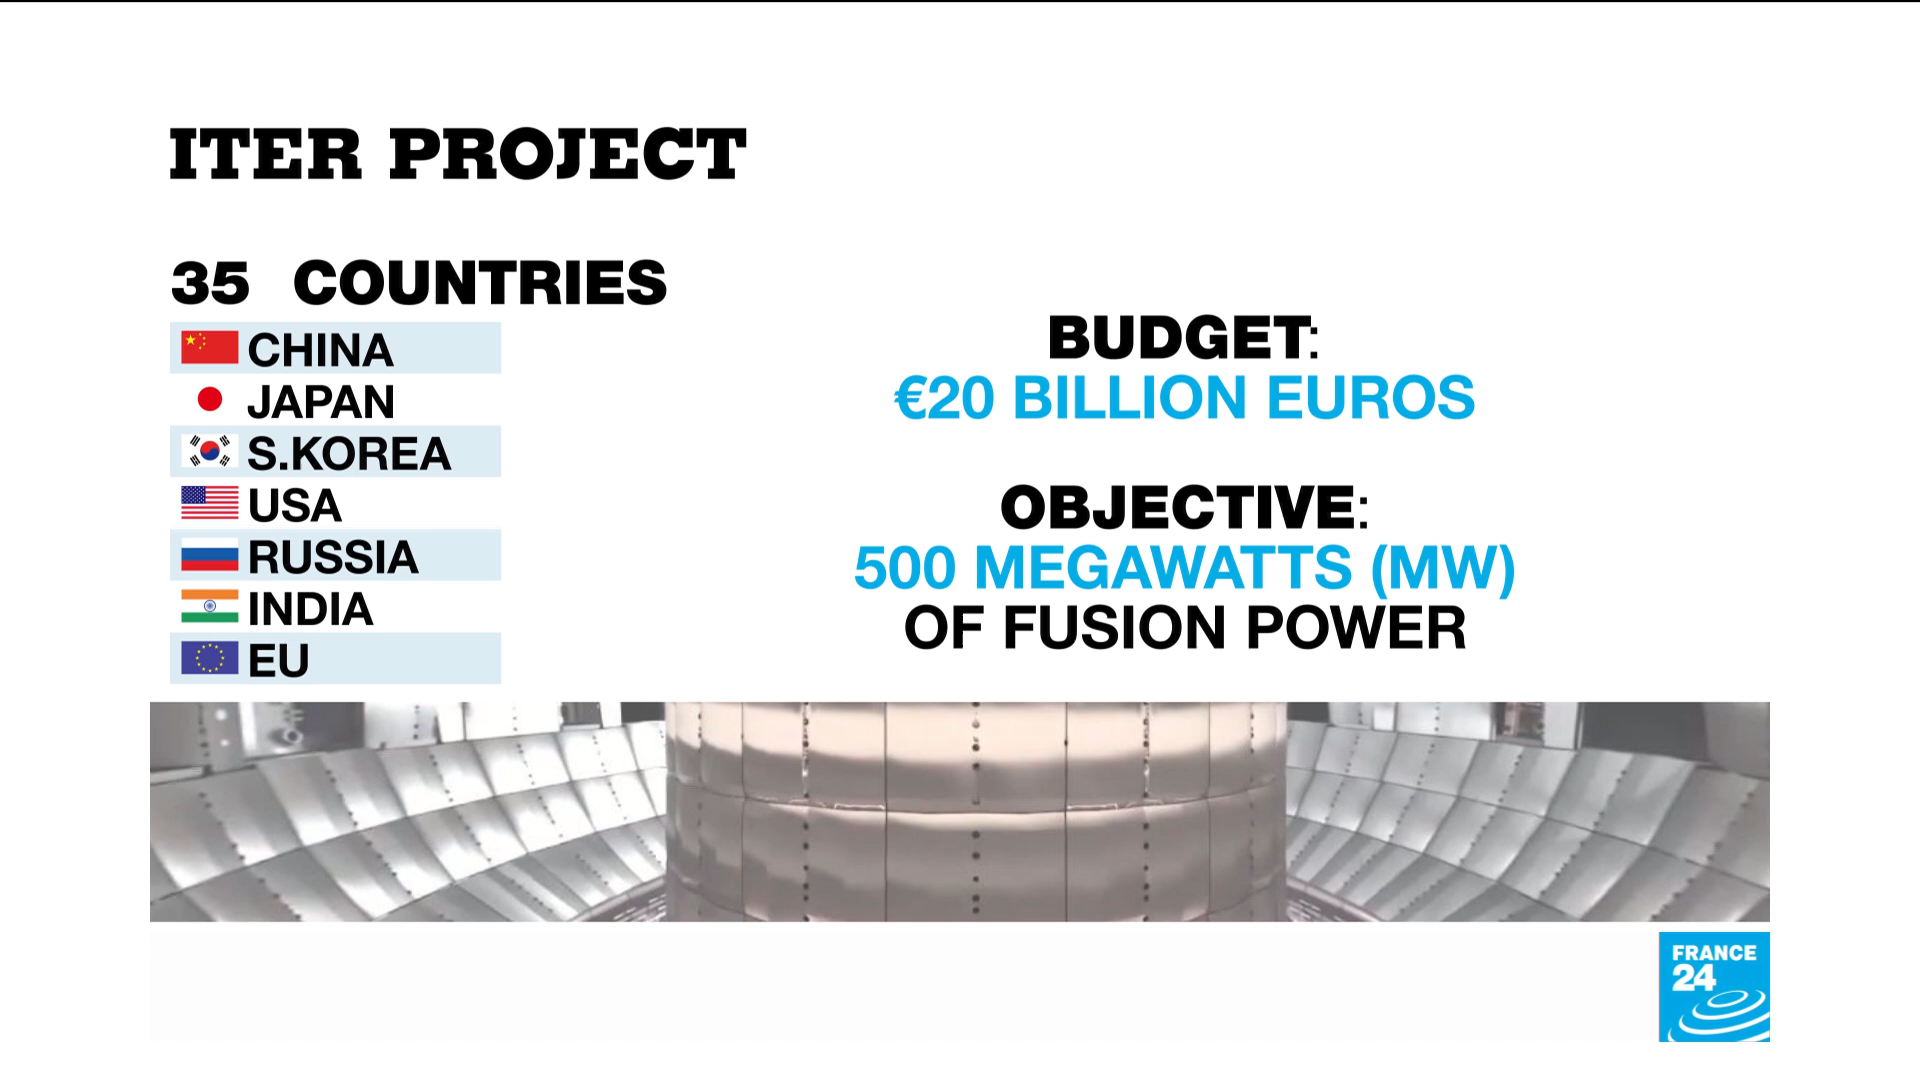 ITER PROJECT
35 COUNTRIES
CHINA
JAPAN
S.KOREA
USA
RUSSIA
INDIA
EU
BUDGET:
€20 BILLION EUROS
OBJECTIVE:
500 MEGAWATTS (MW)
OF FUSION POWER
FRANCE
24